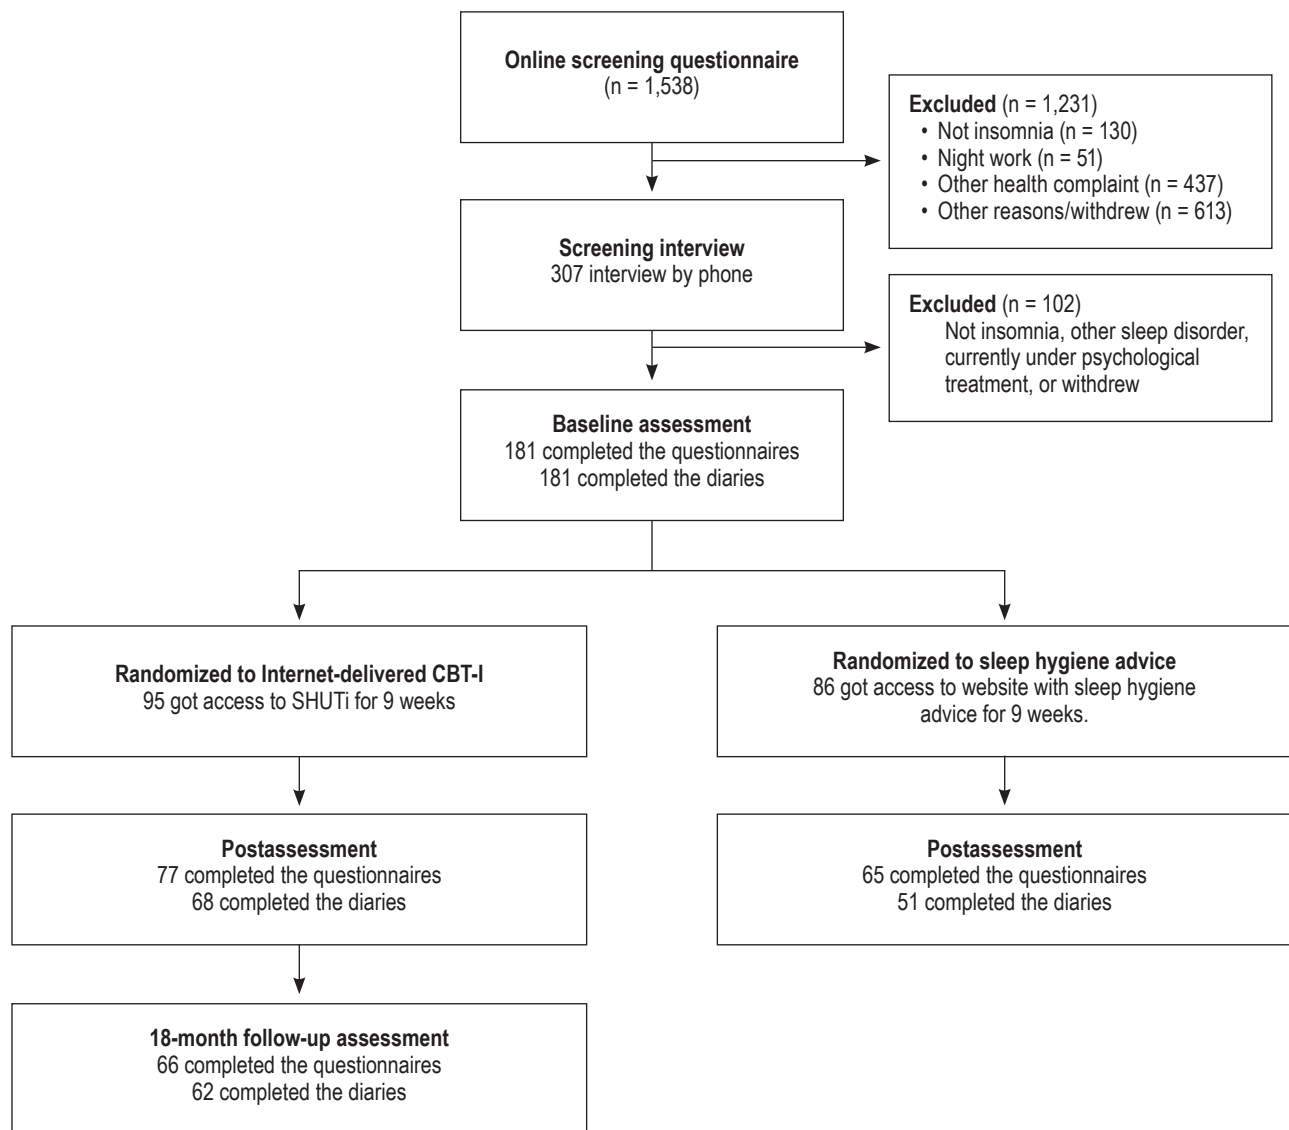 Online screening questionnaire
(n = 1,538)
Excluded (n = 1,231)
• Not insomnia (n = 130)
• Night work (n = 51)
• Other health complaint (n = 437)
• Other reasons/withdrew (n = 613)
Screening interview
307 interview by phone
Excluded (n = 102)
Not insomnia, other sleep disorder,
currently under psychological
treatment, or withdrew
Baseline assessment
181 completed the questionnaires
181 completed the diaries
Randomized to Internet-delivered CBT-I
95 got access to SHUTi for 9 weeks
Randomized to sleep hygiene advice
86 got access to website with sleep hygiene
advice for 9 weeks.
Postassessment
77 completed the questionnaires
68 completed the diaries
Postassessment
65 completed the questionnaires
51 completed the diaries
18-month follow-up assessment
66 completed the questionnaires
62 completed the diaries